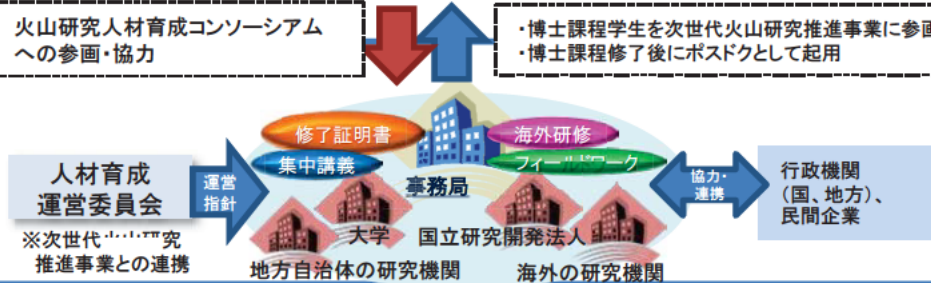 火山研究人材育成コンソーシアム
への参画・協力
・博士課程学生を次世代火山研究推進事業に参画
・博士課程修了後にポスドクとして起用
修了証明書
海外研修
集中講義
フィールドワーク
事務局
人材育成
運営委員会
運営
指針
※次世代火山研究
推進事業との連携
協力・
連携
行政機関
（国、地方）、
民間企業
大学
国立研究開発法人
地方自治体の研究機関
海外の研究機関